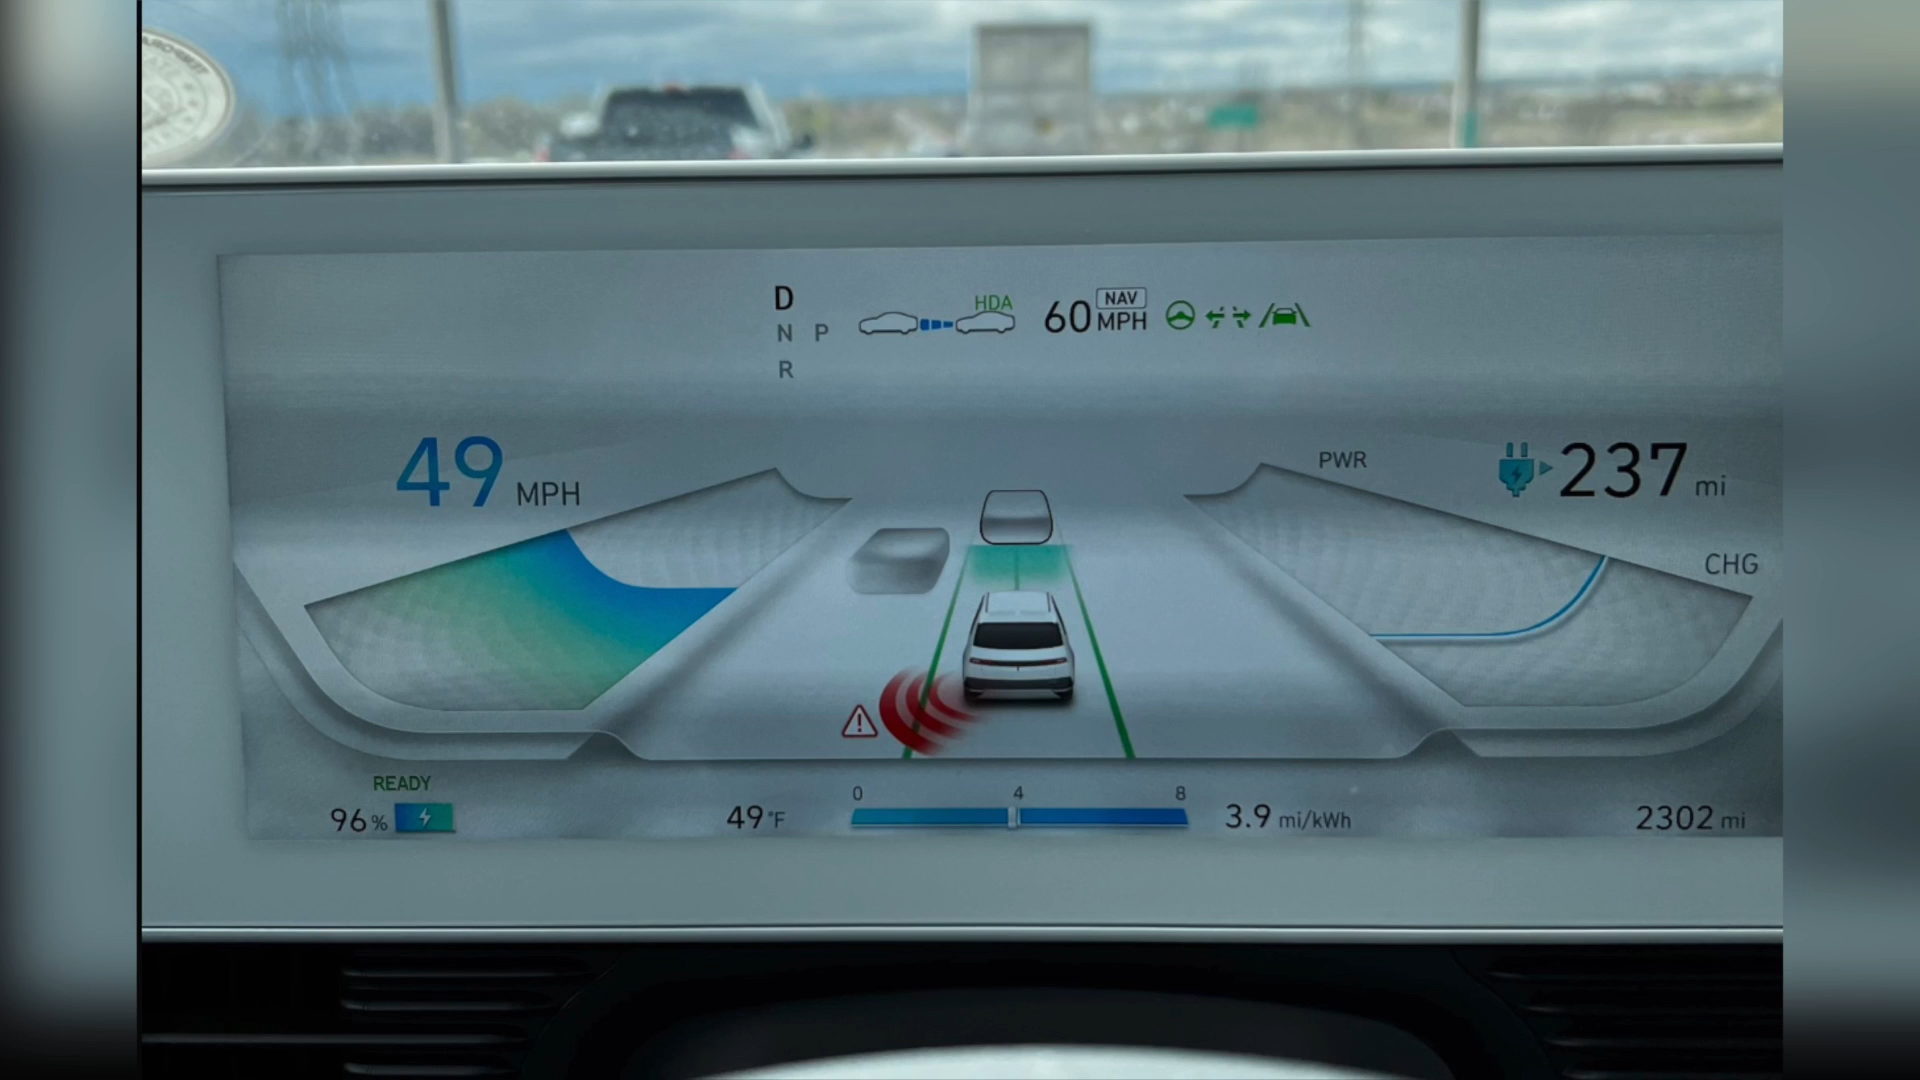 D
N P
R
HDA
60 NAV MPH
49 MPH
PWR
237 mi
CHG
READY
96%
49°F
0 4 8
3.9 mi/kWh
2302 mi